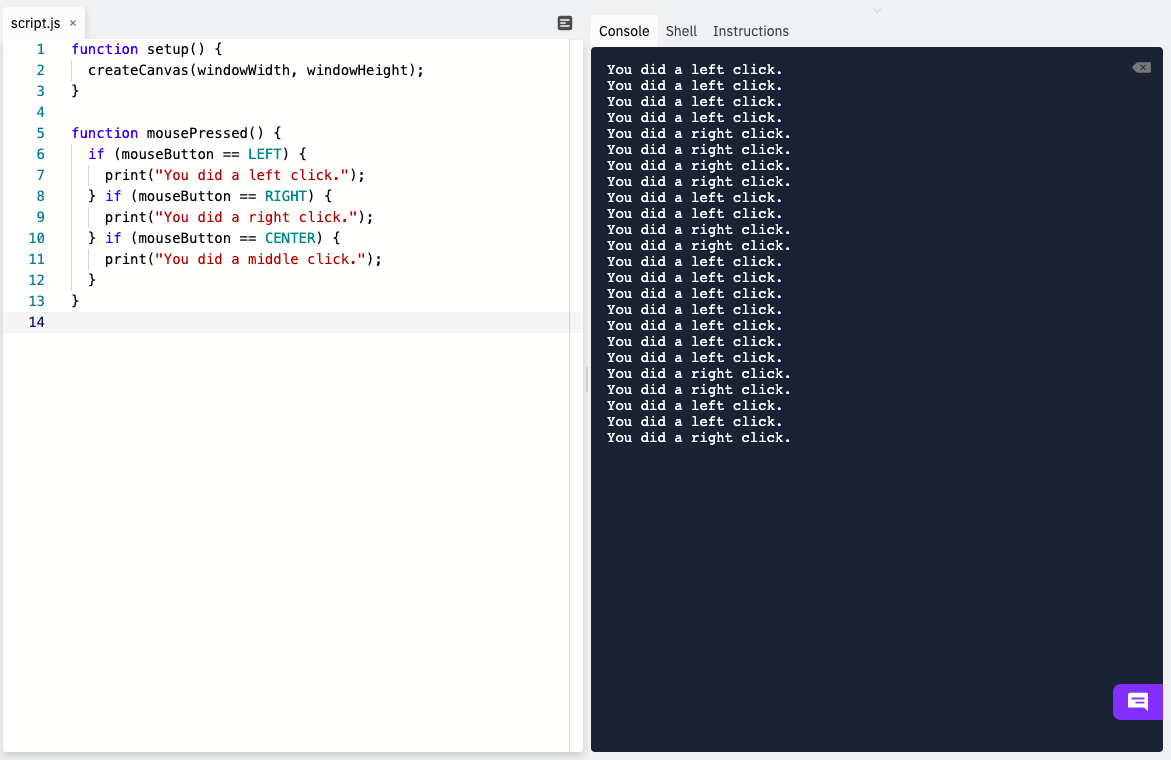 script.js ×
1 function setup() {
2   createCanvas(windowWidth, windowHeight);
3 }
4
5 function mousePressed() {
6   if (mouseButton == LEFT) {
7     print("You did a left click.");
8   } if (mouseButton == RIGHT) {
9     print("You did a right click.");
10   } if (mouseButton == CENTER) {
11     print("You did a middle click.");
12   }
13 }
14
Console Shell Instructions
You did a left click.
You did a left click.
You did a left click.
You did a left click.
You did a right click.
You did a right click.
You did a right click.
You did a right click.
You did a left click.
You did a left click.
You did a right click.
You did a right click.
You did a left click.
You did a left click.
You did a left click.
You did a left click.
You did a left click.
You did a left click.
You did a left click.
You did a right click.
You did a right click.
You did a left click.
You did a left click.
You did a right click.